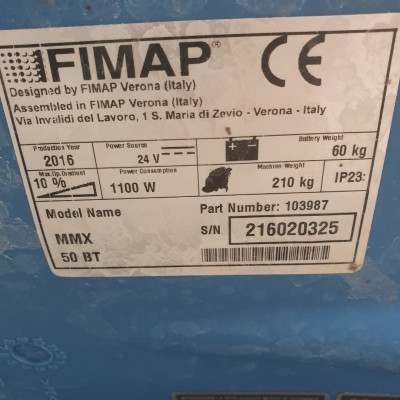 FIMAP® CE
Designed by FIMAP Verona (Italy)
Assembled in FIMAP Verona (Italy)
Via Invalidi del Lavoro, 1 S. Maria di Zevio - Verona - Italy
Production Year Power Source Battery Weight
2016 24 V 60 kg
Max.Op.Gradient Power Consumption Machine Weight
10 % 1100 W 210 kg IP23:
Model Name Part Number: 103987
MMX S/N 216020325
50 BT